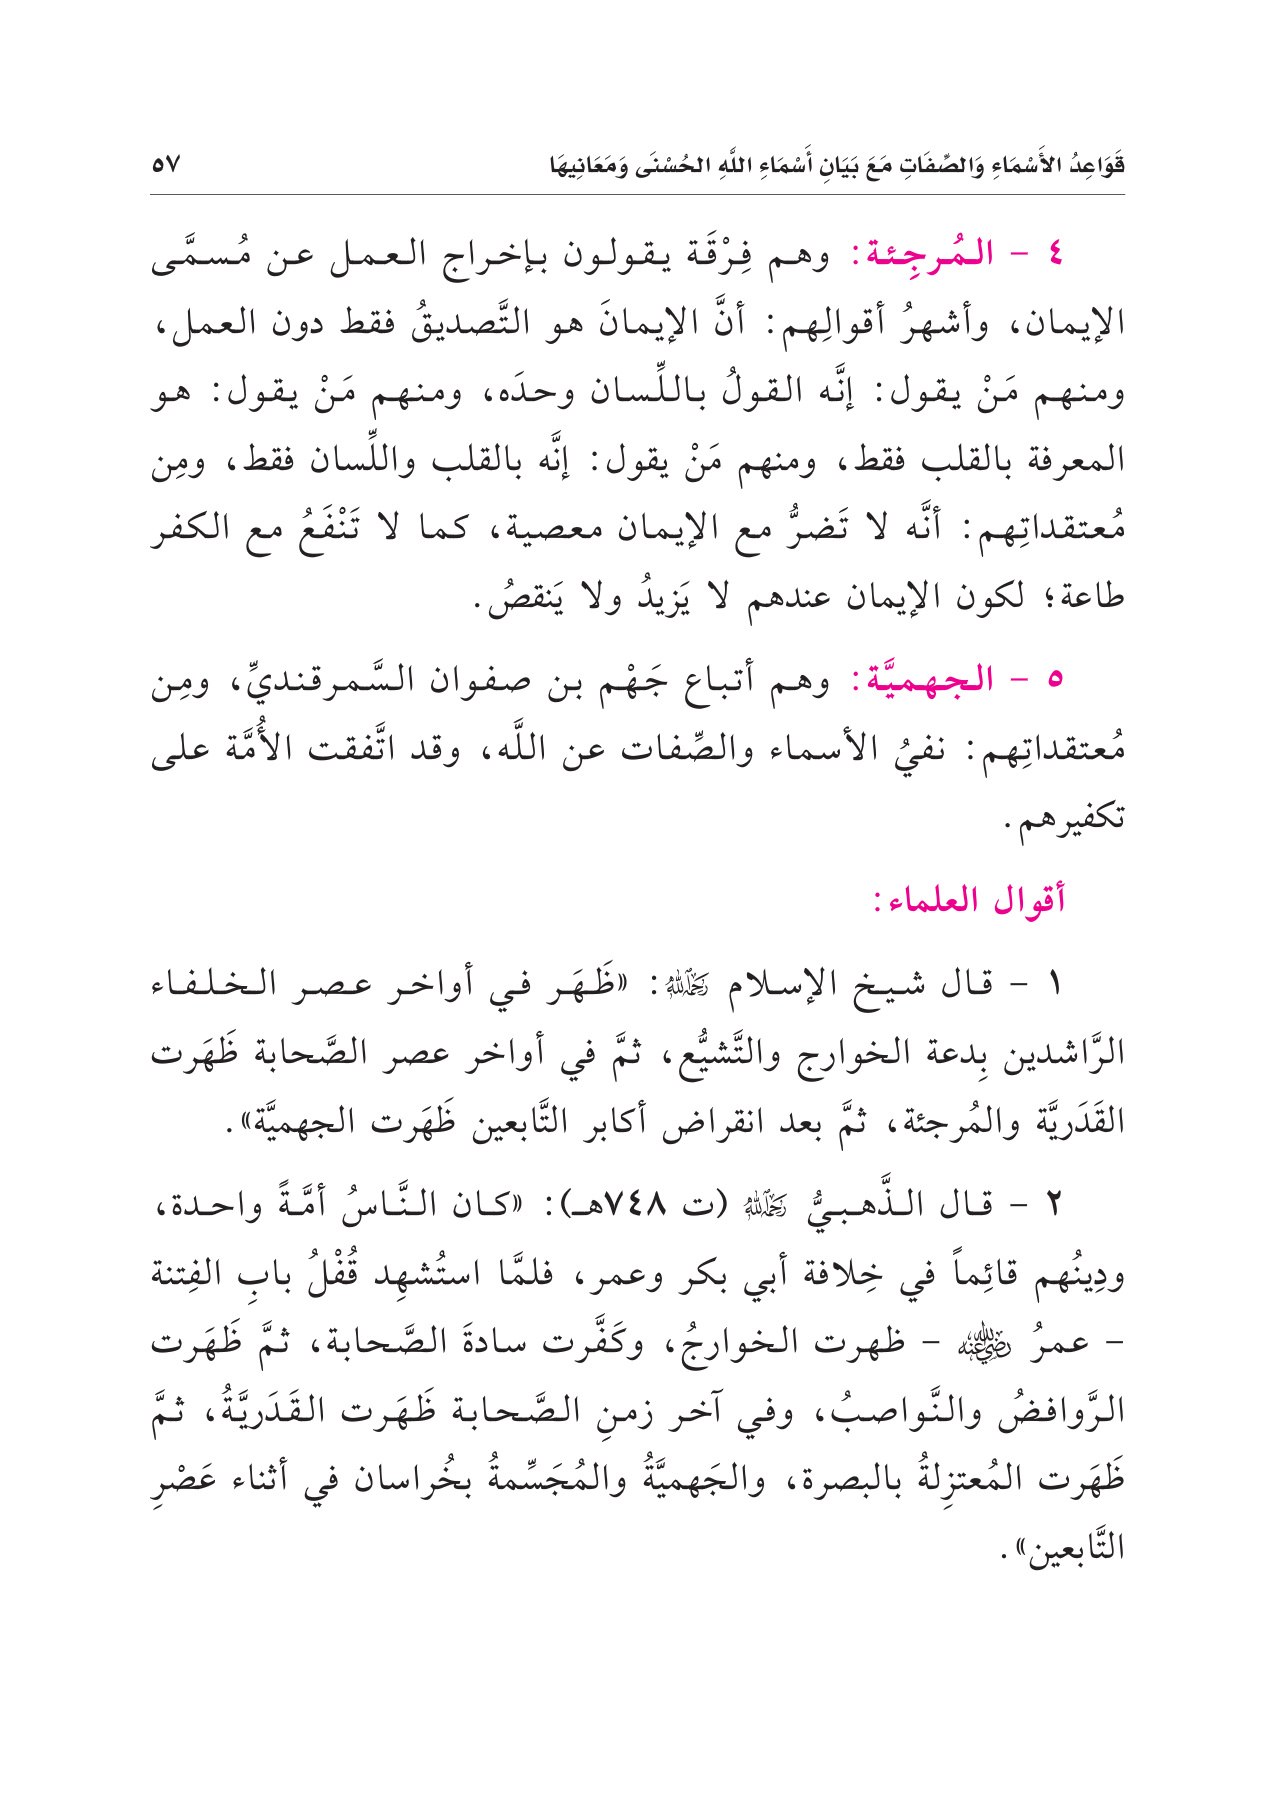 قَوَاعِدُ الأَسْمَاءِ وَالصِّفَاتِ مَعَ بَيَانِ أَسْمَاءِ اللَّهِ الحُسْنَى وَمَعَانِيهَا ٥٧
٤ - المُرجِئة: وهم فِرْقَة يقولون بإخراج العمل عن مُسمَّى
الإيمان، وأشهرُ أقوالِهم: أنَّ الإيمانَ هو التَّصديقُ فقط دون العمل،
ومنهم مَنْ يقول: إنَّه القولُ باللِّسان وحدَه، ومنهم مَنْ يقول: هو
المعرفة بالقلب فقط، ومنهم مَنْ يقول: إنَّه بالقلب واللِّسان فقط، ومِن
مُعتقداتِهم: أنَّه لا تَضرُّ مع الإيمان معصية، كما لا تَنْفَعُ مع الكفر
طاعة؛ لكون الإيمان عندهم لا يَزيدُ ولا يَنقصُ.
٥ - الجهميَّة: وهم أتباع جَهْم بن صفوان السَّمرقنديِّ، ومِن
مُعتقداتِهم: نفيُ الأسماء والصِّفات عن اللَّه، وقد اتَّفقت الأُمَّة على
تكفيرهم.
أقوال العلماء:
١ - قال شيخ الإسلام رَحِمَهُ اللهُ: «ظَهَر في أواخر عصر الخلفاء
الرَّاشدين بِدعة الخوارج والتَّشيُّع، ثمَّ في أواخر عصر الصَّحابة ظَهَرت
القَدَريَّة والمُرجئة، ثمَّ بعد انقراض أكابر التَّابعين ظَهَرت الجهميَّة».
٢ - قال الذَّهبيُّ رَحِمَهُ اللهُ (ت ٧٤٨هـ): «كان النَّاسُ أمَّةً واحدة،
ودِينُهم قائِماً في خِلافة أبي بكر وعمر، فلمَّا استُشهِد قُفْلُ بابِ الفِتنة
- عمرُ رَضِيَ اللهُ عَنْهُ - ظهرت الخوارجُ، وكَفَّرت سادةَ الصَّحابة، ثمَّ ظَهَرت
الرَّوافضُ والنَّواصبُ، وفي آخر زمنِ الصَّحابة ظَهَرت القَدَريَّةُ، ثمَّ
ظَهَرت المُعتزِلةُ بالبصرة، والجَهميَّةُ والمُجَسِّمةُ بخُراسان في أثناء عَصْرِ
التَّابعين».